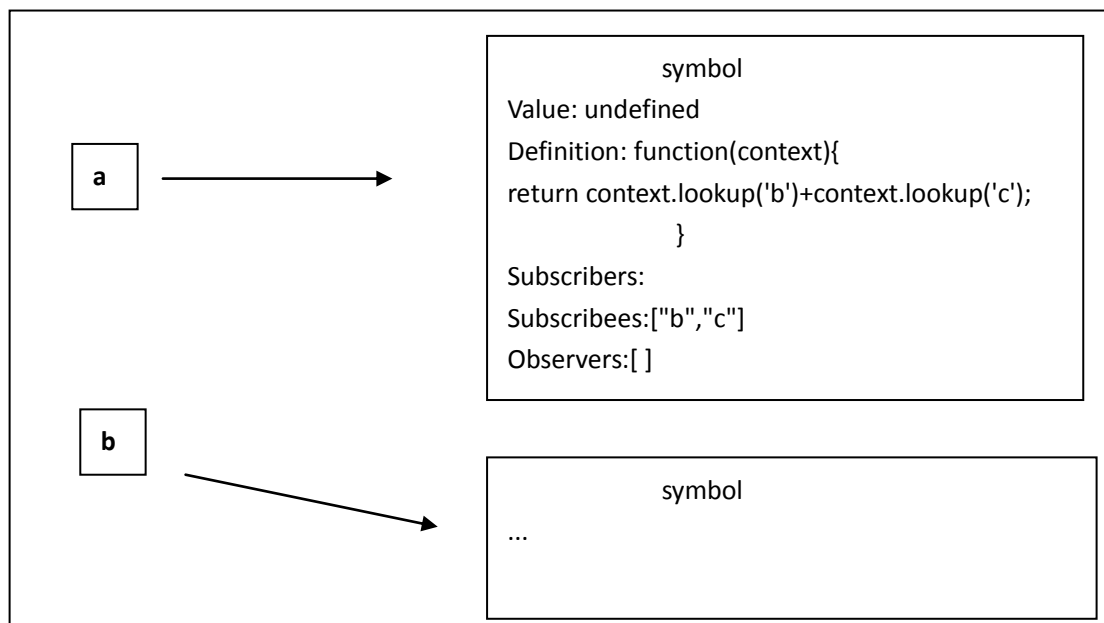 symbol
Value: undefined
Definition: function(context){
a
return context.lookup('b')+context.lookup('c');
}
Subscribers:
Subscribees:["b","c"]
Observers:[ ]
b
symbol
...